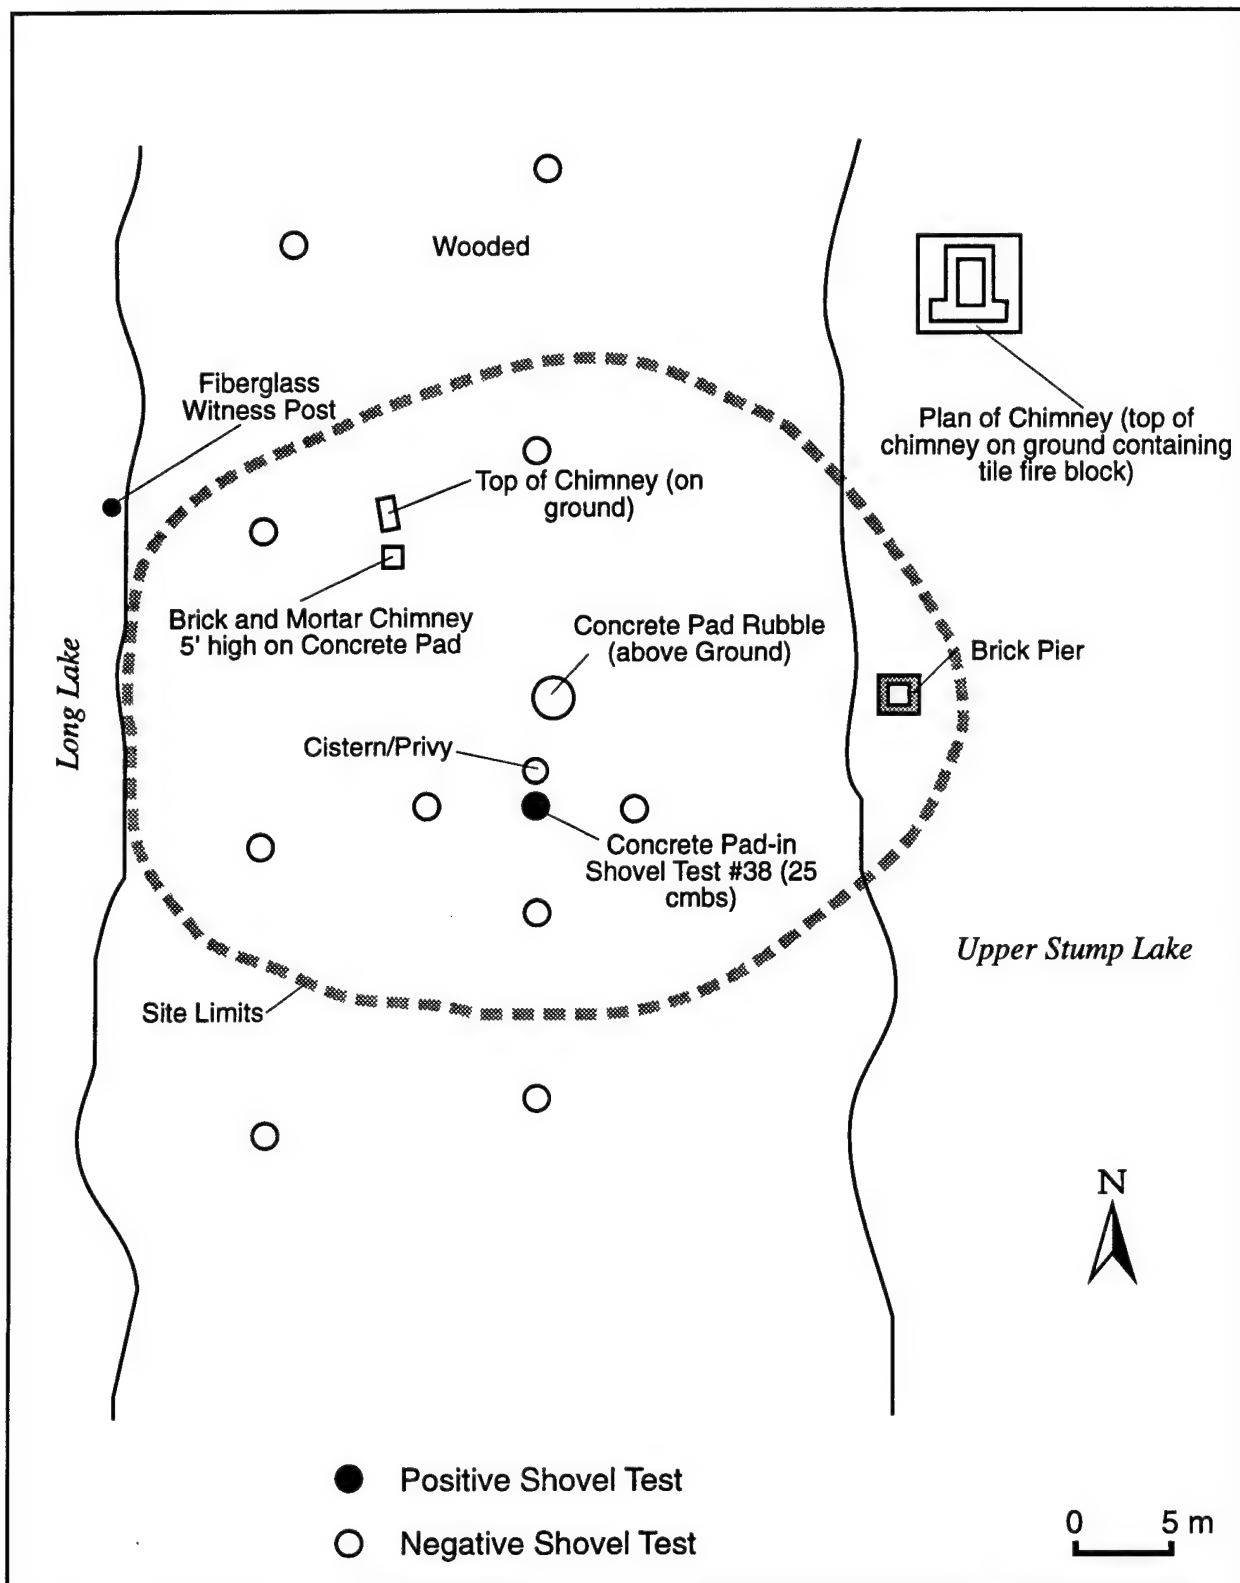 Wooded
Fiberglass
Witness Post
Plan of Chimney (top of
chimney on ground containing
tile fire block)
Top of Chimney (on
ground)
Brick and Mortar Chimney
5' high on Concrete Pad
Concrete Pad Rubble
(above Ground)
Brick Pier
Long Lake
Cistern/Privy
Concrete Pad-in
Shovel Test #38 (25
cmbs)
Upper Stump Lake
Site Limits
N
Positive Shovel Test
Negative Shovel Test
0 5 m